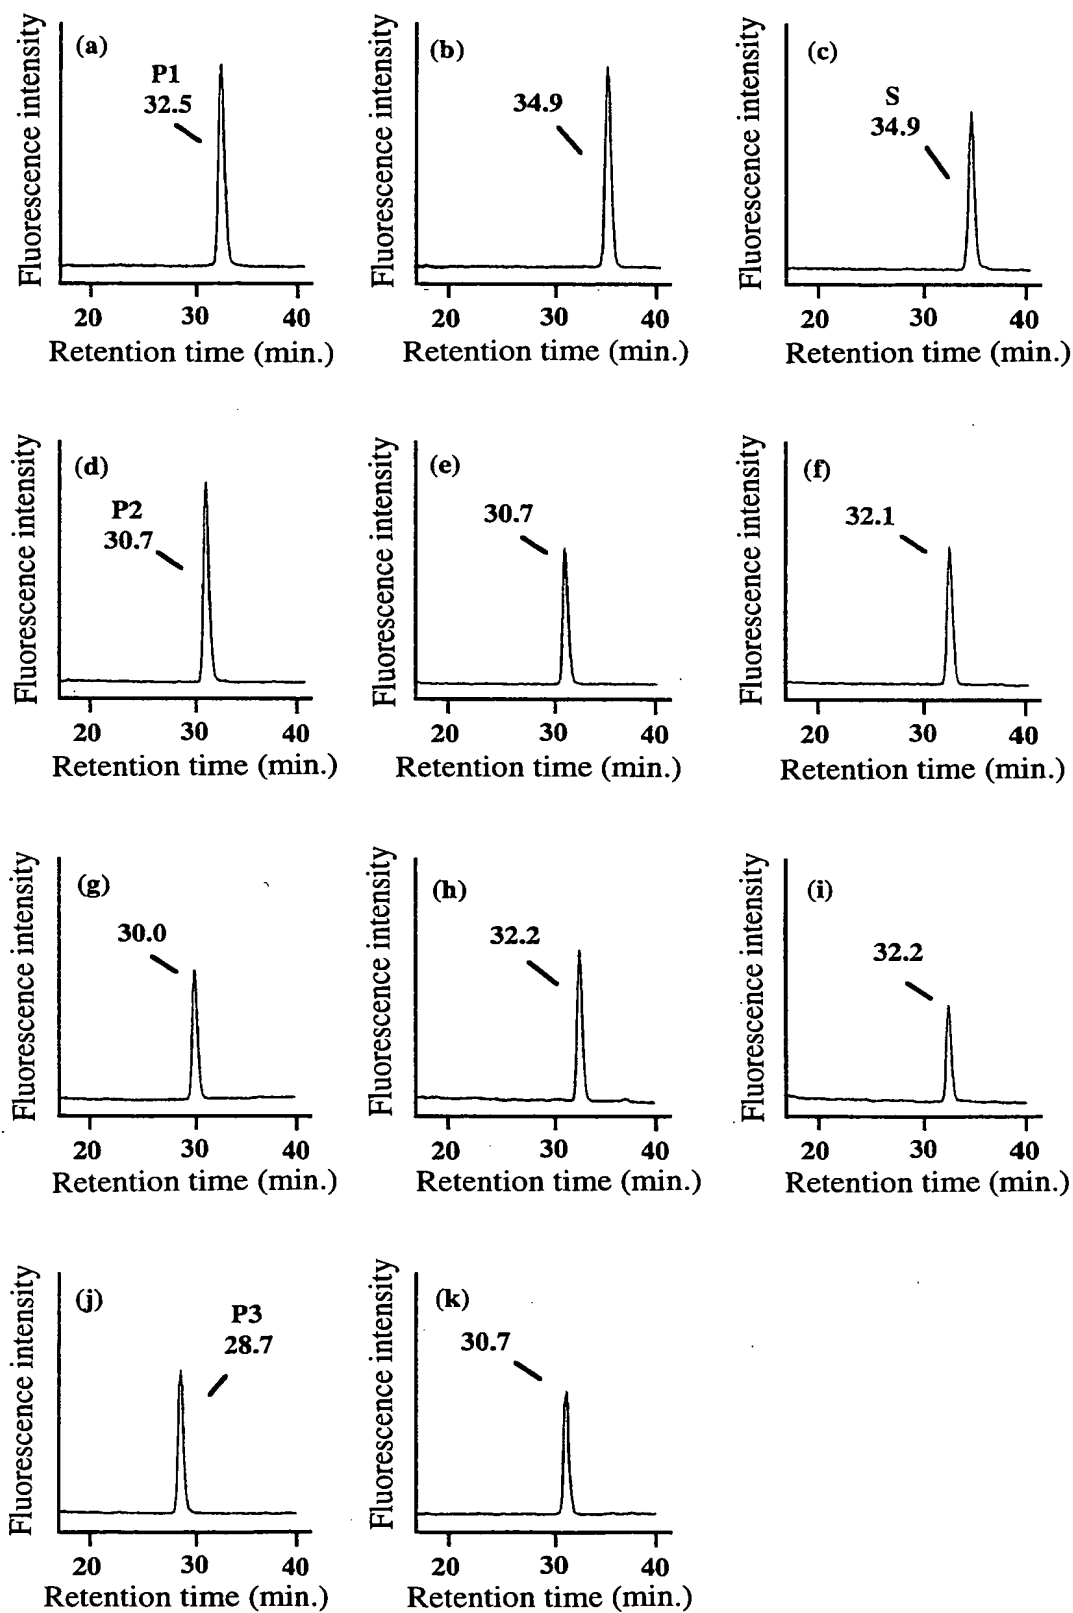 Fluorescence intensity
(a)
P1
32.5
20 30 40
Retention time (min.)
Fluorescence intensity
(b)
34.9
20 30 40
Retention time (min.)
Fluorescence intensity
(c)
S
34.9
20 30 40
Retention time (min.)
Fluorescence intensity
(d)
P2
30.7
20 30 40
Retention time (min.)
Fluorescence intensity
(e)
30.7
20 30 40
Retention time (min.)
Fluorescence intensity
(f)
32.1
20 30 40
Retention time (min.)
Fluorescence intensity
(g)
30.0
20 30 40
Retention time (min.)
Fluorescence intensity
(h)
32.2
20 30 40
Retention time (min.)
Fluorescence intensity
(i)
32.2
20 30 40
Retention time (min.)
Fluorescence intensity
(j)
P3
28.7
20 30 40
Retention time (min.)
Fluorescence intensity
(k)
30.7
20 30 40
Retention time (min.)